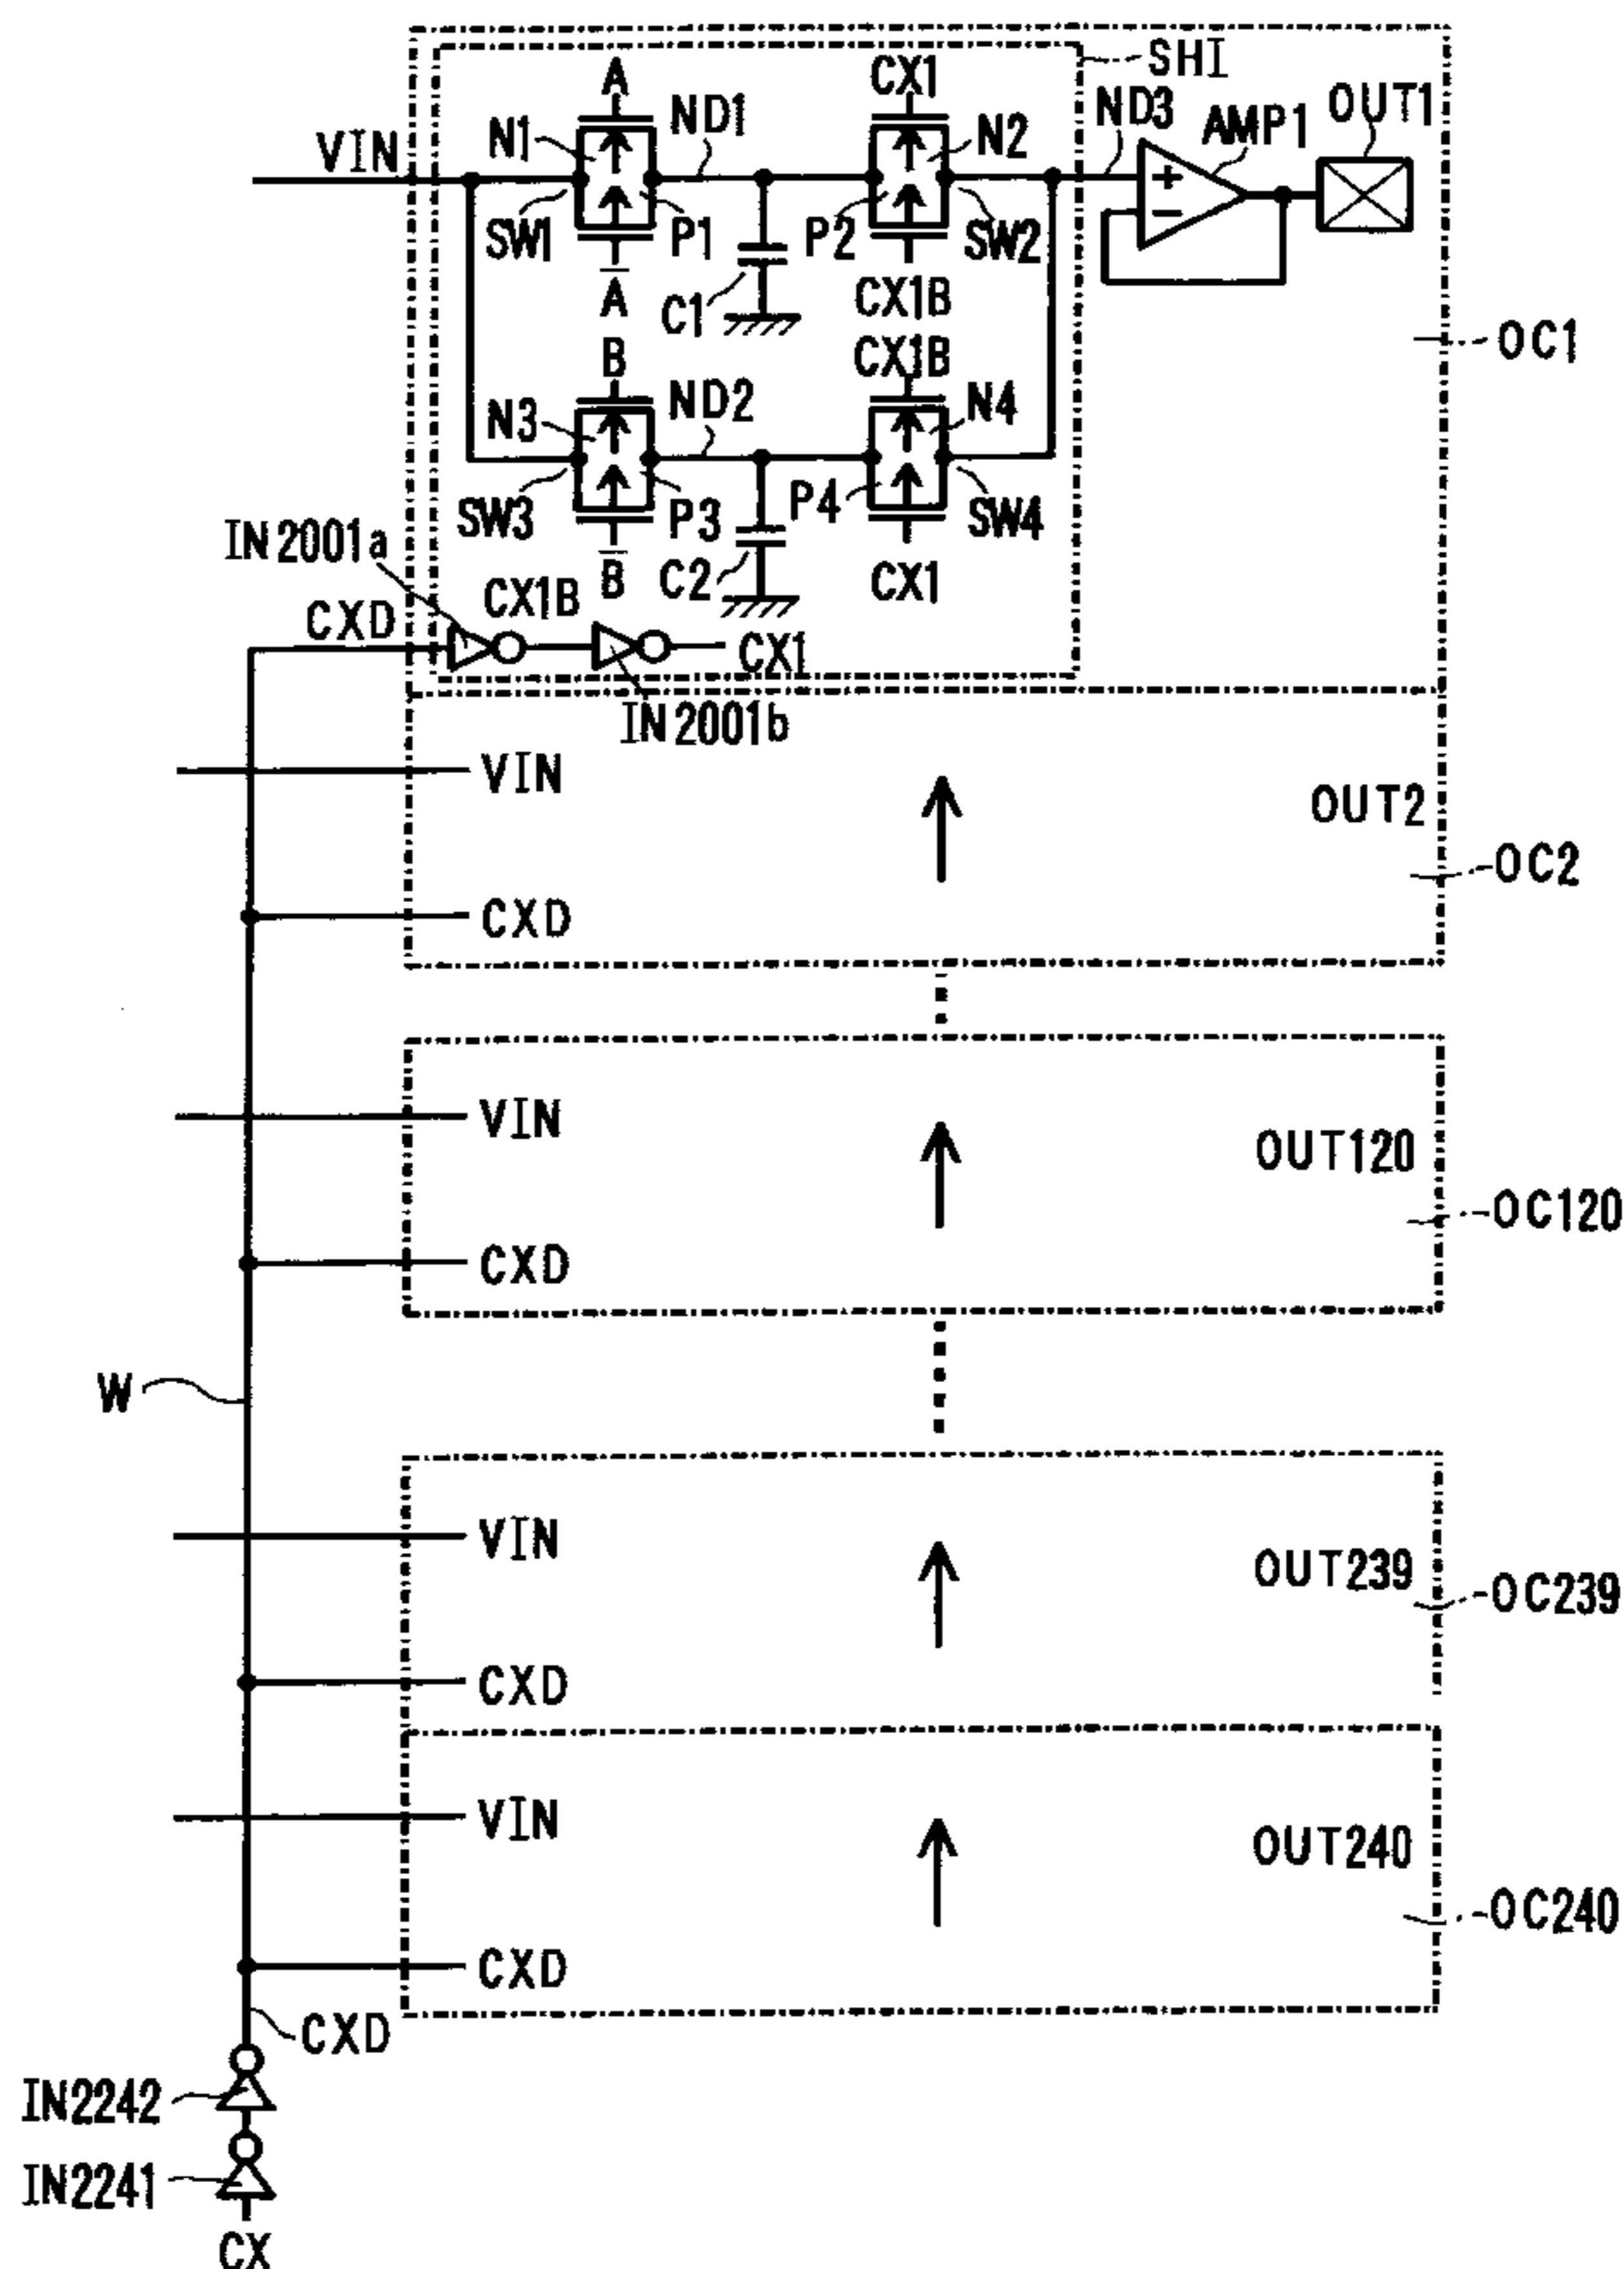 A
CX1
SHI
ND3
AMP1
OUT1
N1
ND1
N2
VIN
SW1
P1
P2
SW2
+
−
A
C1
CX1B
B
CX1B
OC1
N3
ND2
N4
SW3
P3
P4
SW4
IN2001a
B
C2
CX1
CXD
CX1B
CX1
IN2001b
VIN
OUT2
OC2
CXD
VIN
OUT120
OC120
CXD
W
VIN
OUT239
OC239
CXD
VIN
OUT240
OC240
CXD
CXD
IN2242
IN2241
CX